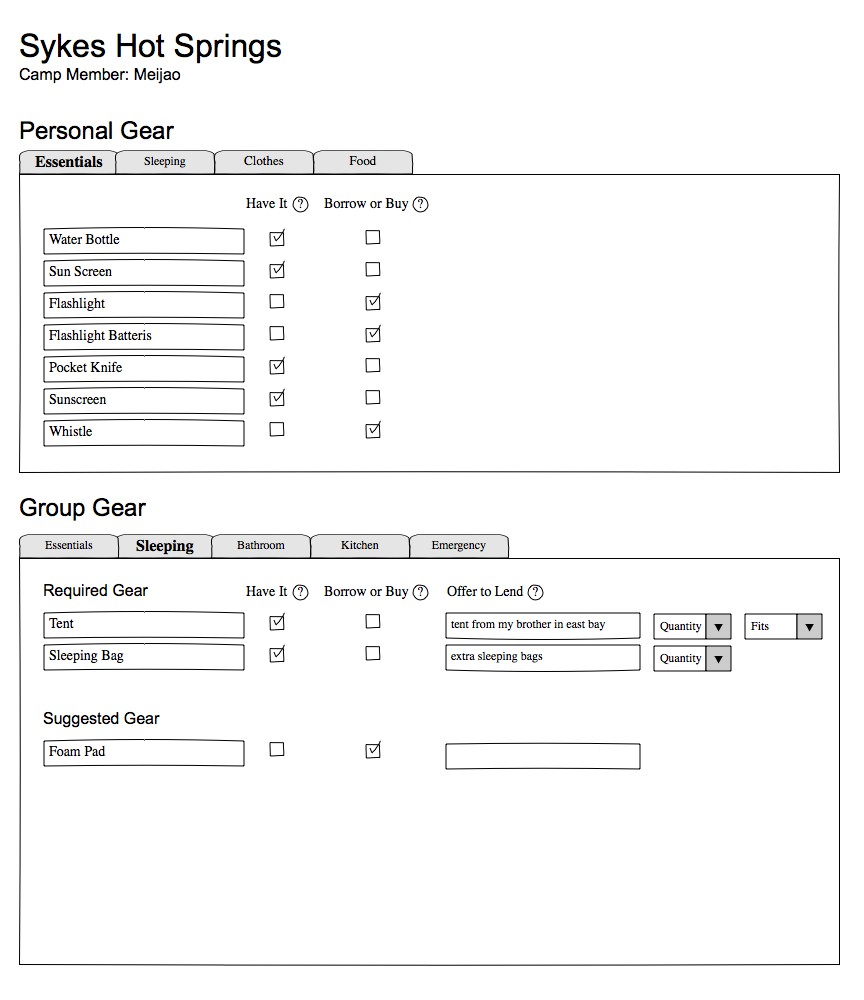 Sykes Hot Springs
Camp Member: Meijao
Personal Gear
Essentials Sleeping Clothes Food
Have It ? Borrow or Buy ?
Water Bottle
Sun Screen
Flashlight
Flashlight Batteris
Pocket Knife
Sunscreen
Whistle
Group Gear
Essentials Sleeping Bathroom Kitchen Emergency
Required Gear Have It ? Borrow or Buy ? Offer to Lend ?
Tent tent from my brother in east bay Quantity Fits
Sleeping Bag extra sleeping bags Quantity
Suggested Gear
Foam Pad